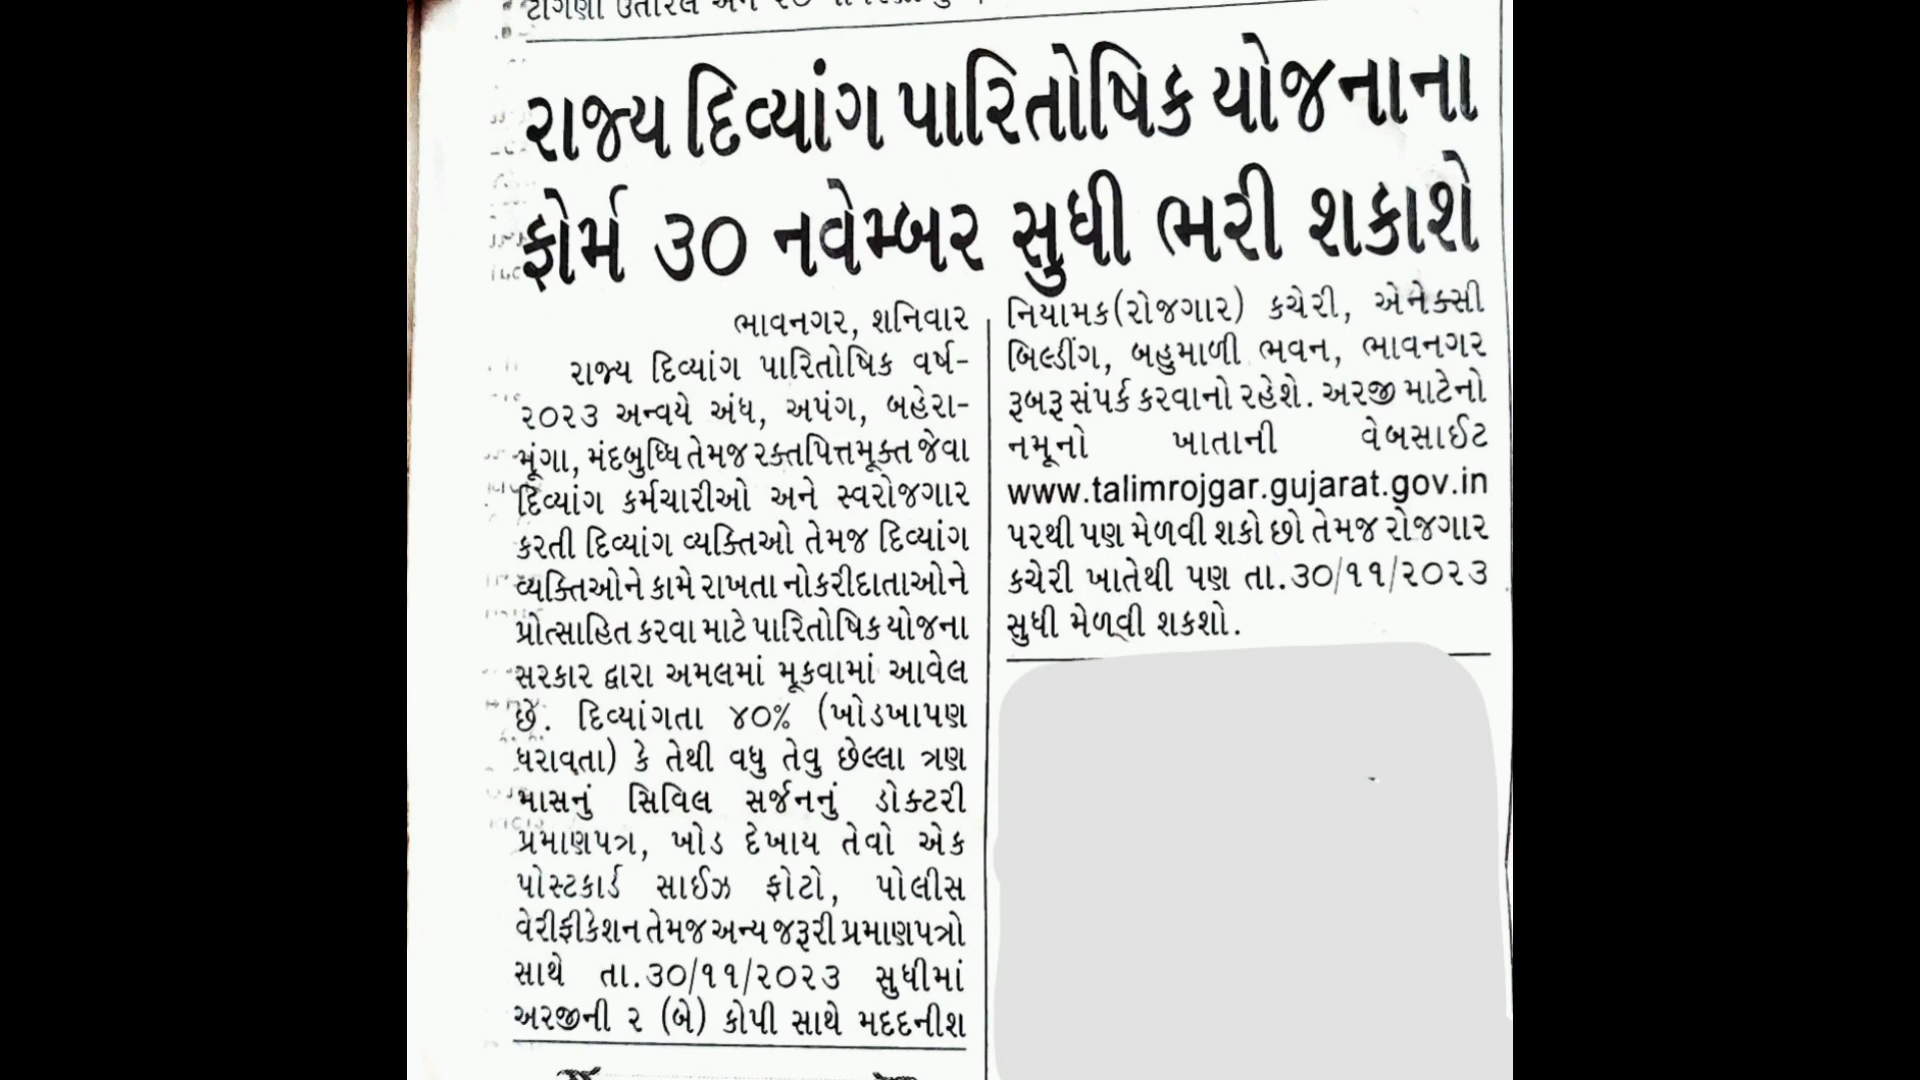 રાજ્ય દિવ્યાંગ પારિતોષિક યોજનાના
ફોર્મ ૩૦ નવેમ્બર સુધી ભરી શકાશે
ભાવનગર, શનિવાર
રાજ્ય દિવ્યાંગ પારિતોષિક વર્ષ-
૨૦૨૩ અન્વયે અંધ, અપંગ, બહેરા-
મૂંગા, મંદબુધ્ધિ તેમજ રક્તપિત્તમૂક્ત જેવા
દિવ્યાંગ કર્મચારીઓ અને સ્વરોજગાર
કરતી દિવ્યાંગ વ્યક્તિઓ તેમજ દિવ્યાંગ
વ્યક્તિઓને કામે રાખતા નોકરીદાતાઓને
પ્રોત્સાહિત કરવા માટે પારિતોષિક યોજના
સરકાર દ્વારા અમલમાં મૂકવામાં આવેલ
છે. દિવ્યાંગતા ૪૦% (ખોડખાપણ
ધરાવતા) કે તેથી વધુ તેવુ છેલ્લા ત્રણ
માસનું સિવિલ સર્જનનું ડોક્ટરી
પ્રમાણપત્ર, ખોડ દેખાય તેવો એક
પોસ્ટકાર્ડ સાઈઝ ફોટો, પોલીસ
વેરીફીકેશન તેમજ અન્ય જરૂરી પ્રમાણપત્રો
સાથે તા.૩૦/૧૧/૨૦૨૩ સુધીમાં
અરજીની ૨ (બે) કોપી સાથે મદદનીશ
નિયામક(રોજગાર) કચેરી, એનેક્સી
બિલ્ડીંગ, બહુમાળી ભવન, ભાવનગર
રૂબરૂ સંપર્ક કરવાનો રહેશે. અરજી માટેનો
નમૂનો ખાતાની વેબસાઈટ
www.talimrojgar.gujarat.gov.in
પરથી પણ મેળવી શકો છો તેમજ રોજગાર
કચેરી ખાતેથી પણ તા.૩૦/૧૧/૨૦૨૩
સુધી મેળવી શકશો.